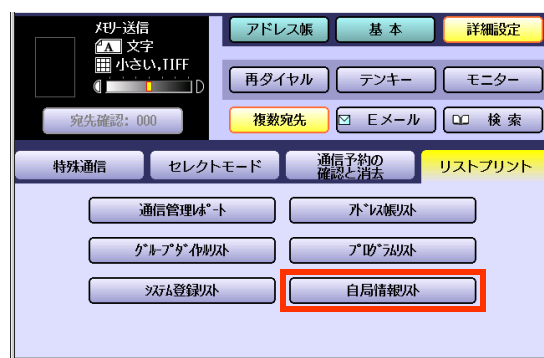 ﾒﾓﾘｰ送信
A 文字
小さい,TIFF
D
宛先確認: 000
アドレス帳
基 本
詳細設定
再ダイヤル
テンキー
モニター
複数宛先
Eメール
検 索
特殊通信
セレクトモード
通信予約の
確認と消去
リストプリント
通信管理ﾚﾎﾟｰﾄ
ｱﾄﾞﾚｽ帳ﾘｽﾄ
ｸﾞﾙｰﾌﾟﾀﾞｲﾔﾙﾘｽﾄ
ﾌﾟﾛｸﾞﾗﾑﾘｽﾄ
ｼｽﾃﾑ登録ﾘｽﾄ
自局情報ﾘｽﾄ